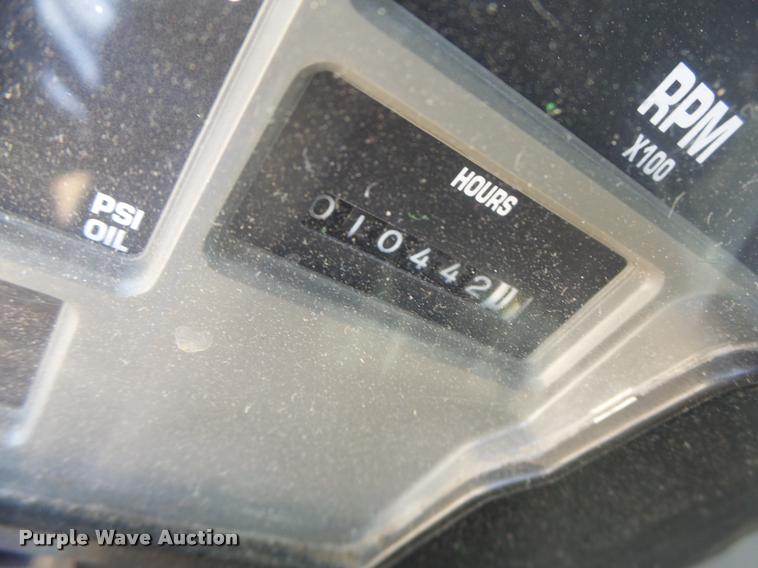 RPM
X100
HOURS
010442
PSI
OIL
Purple Wave Auction